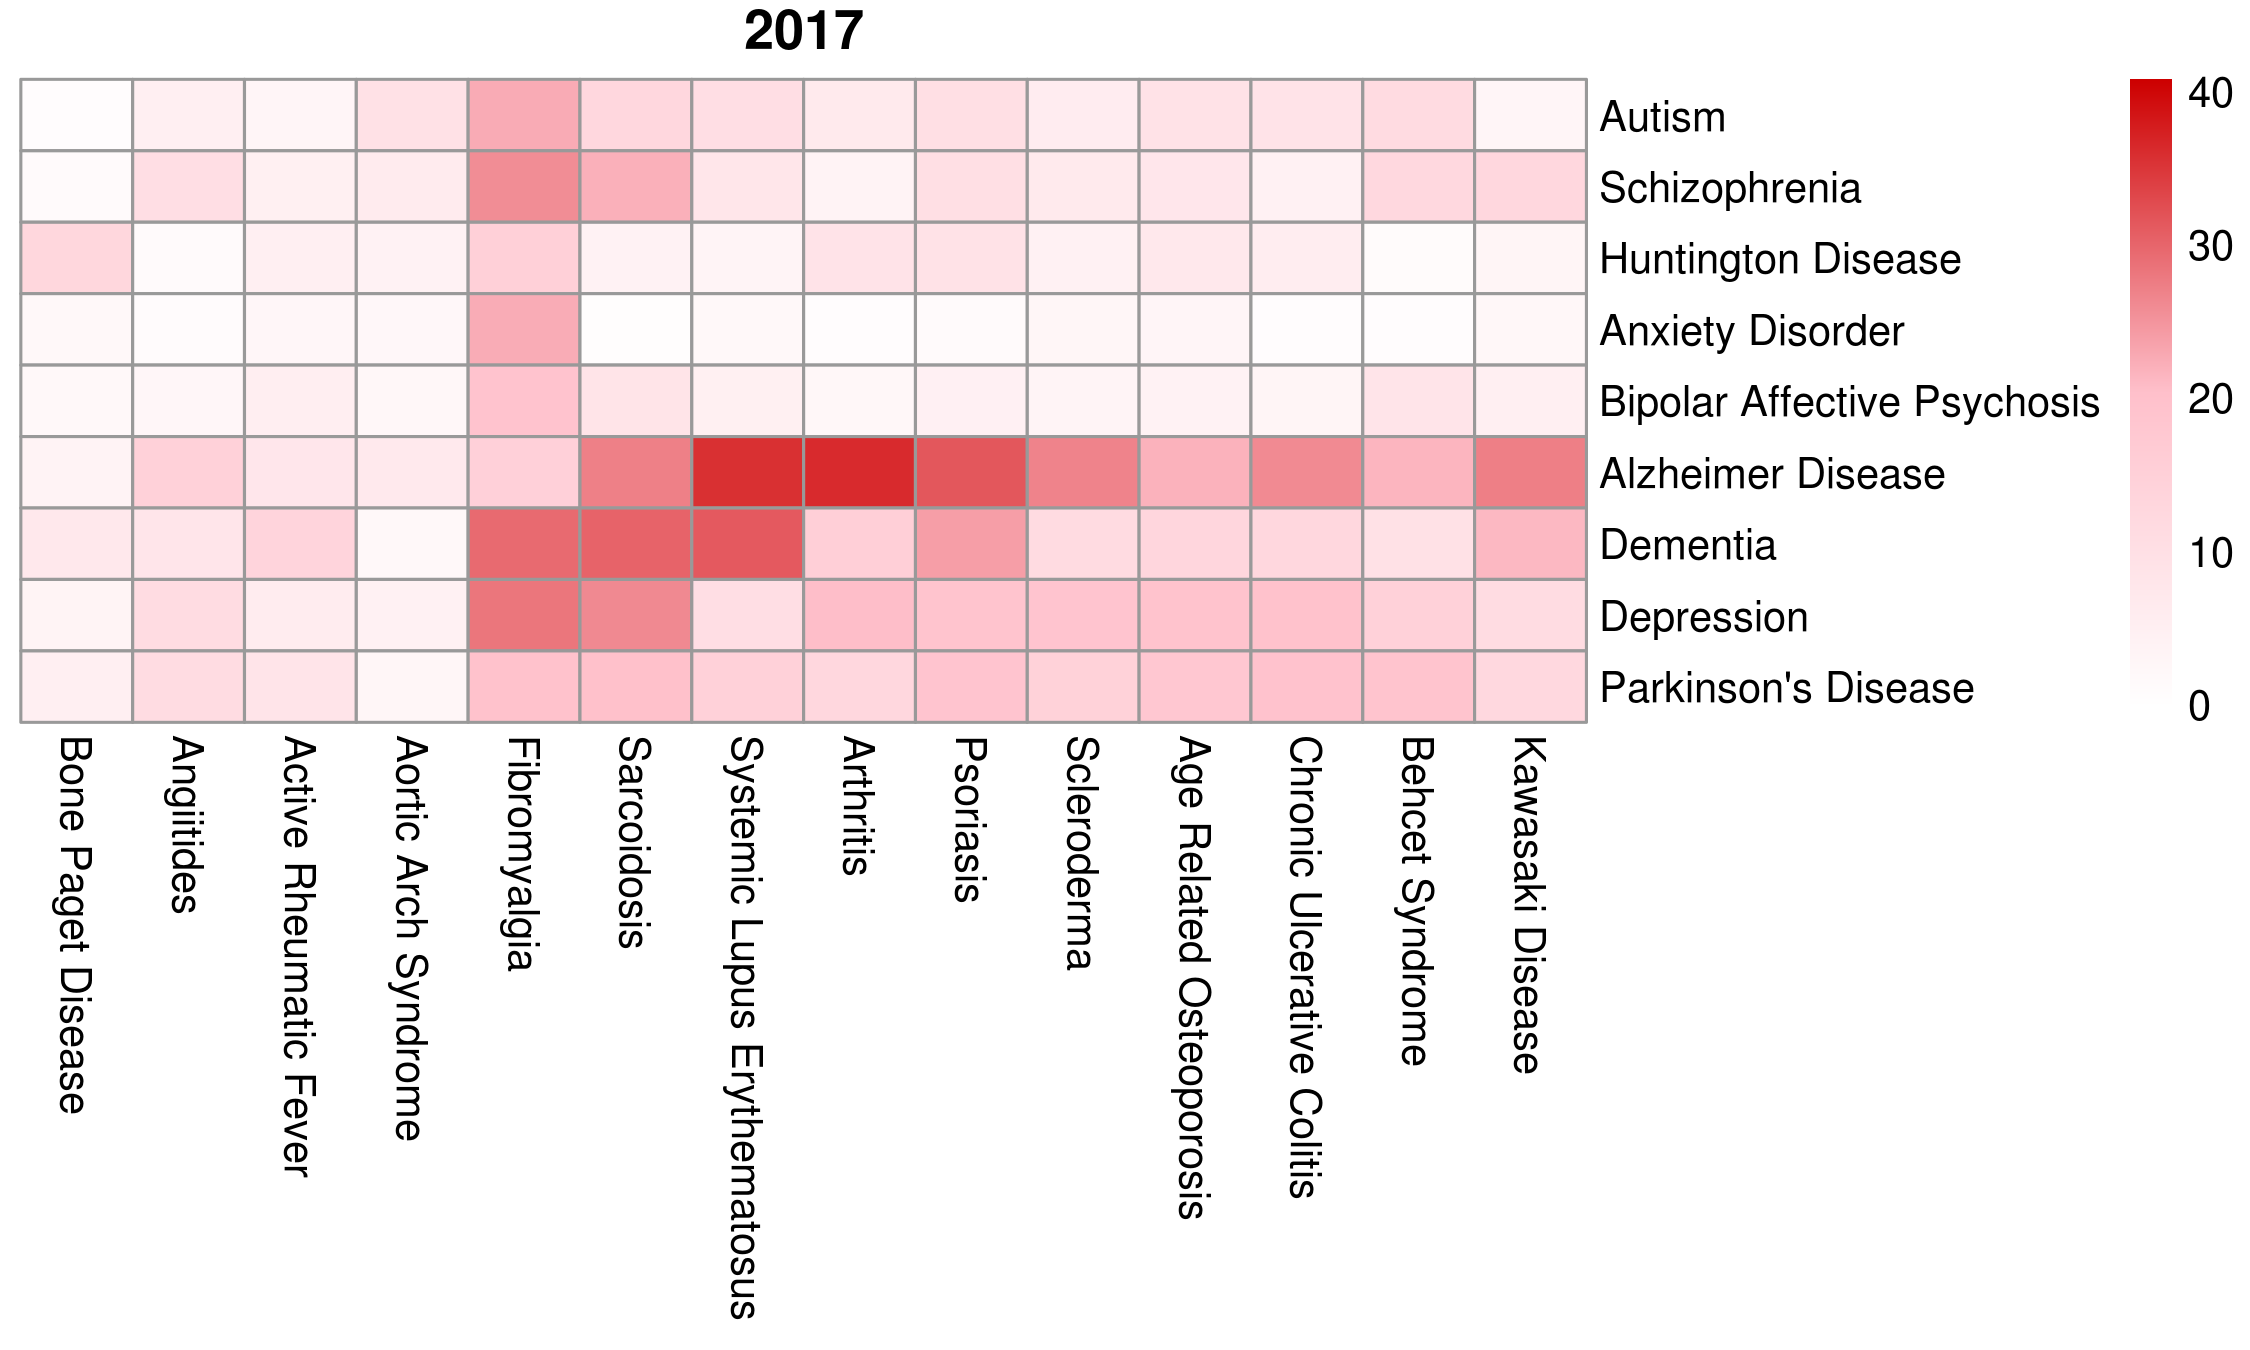 2017
Autism
Schizophrenia
Huntington Disease
Anxiety Disorder
Bipolar Affective Psychosis
Alzheimer Disease
Dementia
Depression
Parkinson's Disease
40
30
20
10
0
Bone Paget Disease
Angiitides
Active Rheumatic Fever
Aortic Arch Syndrome
Fibromyalgia
Sarcoidosis
Systemic Lupus Erythematosus
Arthritis
Psoriasis
Scleroderma
Age Related Osteoporosis
Chronic Ulcerative Colitis
Behcet Syndrome
Kawasaki Disease